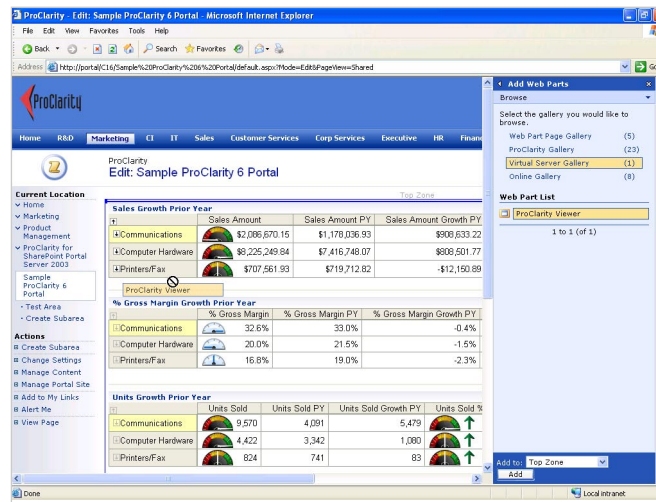 ProClarity - Edit: Sample ProClarity 6 Portal - Microsoft Internet Explorer
File Edit View Favorites Tools Help
Back Search Favorites
Address http://portal/C16/Sample%20ProClarity%206%20Portal/default.aspx?Mode=Edit&PageView=Shared Go
ProClarity
Home R&D Marketing CI IT Sales Customer Services Corp Services Executive HR Financ
ProClarity
Edit: Sample ProClarity 6 Portal
Current Location
Home
Marketing
Product
Management
ProClarity for
SharePoint Portal
Server 2003
Sample
ProClarity 6
Portal
Test Area
Create Subarea
Actions
Create Subarea
Change Settings
Manage Content
Manage Portal Site
Add to My Links
Alert Me
View Page
Top Zone
Sales Growth Prior Year
Sales Amount Sales Amount PY Sales Amount Growth PY
Communications $2,086,670.15 $1,178,036.93 $908,633.22
Computer Hardware $8,225,249.84 $7,416,748.07 $808,501.77
Printers/Fax $707,561.93 $719,712.82 -$12,150.89
ProClarity Viewer
% Gross Margin Growth Prior Year
% Gross Margin % Gross Margin PY % Gross Margin Growth PY
Communications 32.6% 33.0% -0.4%
Computer Hardware 20.0% 21.5% -1.5%
Printers/Fax 16.8% 19.0% -2.3%
Units Growth Prior Year
Units Sold Units Sold PY Units Sold Growth PY Units Sold %
Communications 9,570 4,091 5,479
Computer Hardware 4,422 3,342 1,080
Printers/Fax 824 741 83
Add Web Parts
Browse
Select the gallery you would like to
browse.
Web Part Page Gallery (5)
ProClarity Gallery (23)
Virtual Server Gallery (1)
Online Gallery (8)
Web Part List
ProClarity Viewer
1 to 1 (of 1)
Add to: Top Zone
Add
Done Local intranet